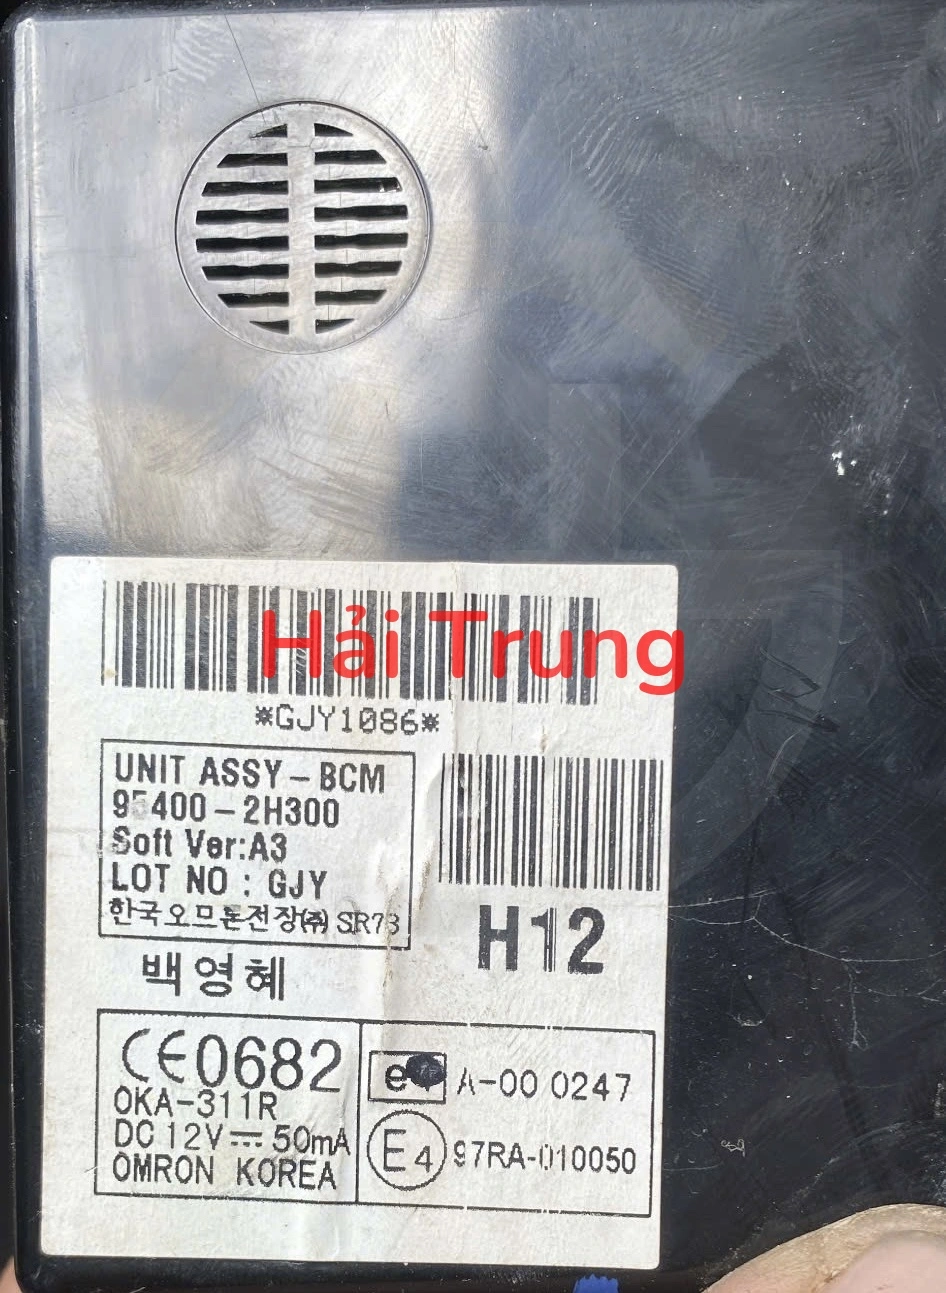 Hải Trung
*GJY1086*
UNIT ASSY-BCM
95400-2H300
Soft Ver:A3
LOT NO : GJY
한국오므론전장(주) SR73
H12
백영혜
CE0682
OKA-311R
DC 12V ⎓ 50mA
OMRON KOREA
A-00 0247
E4 97RA-010050